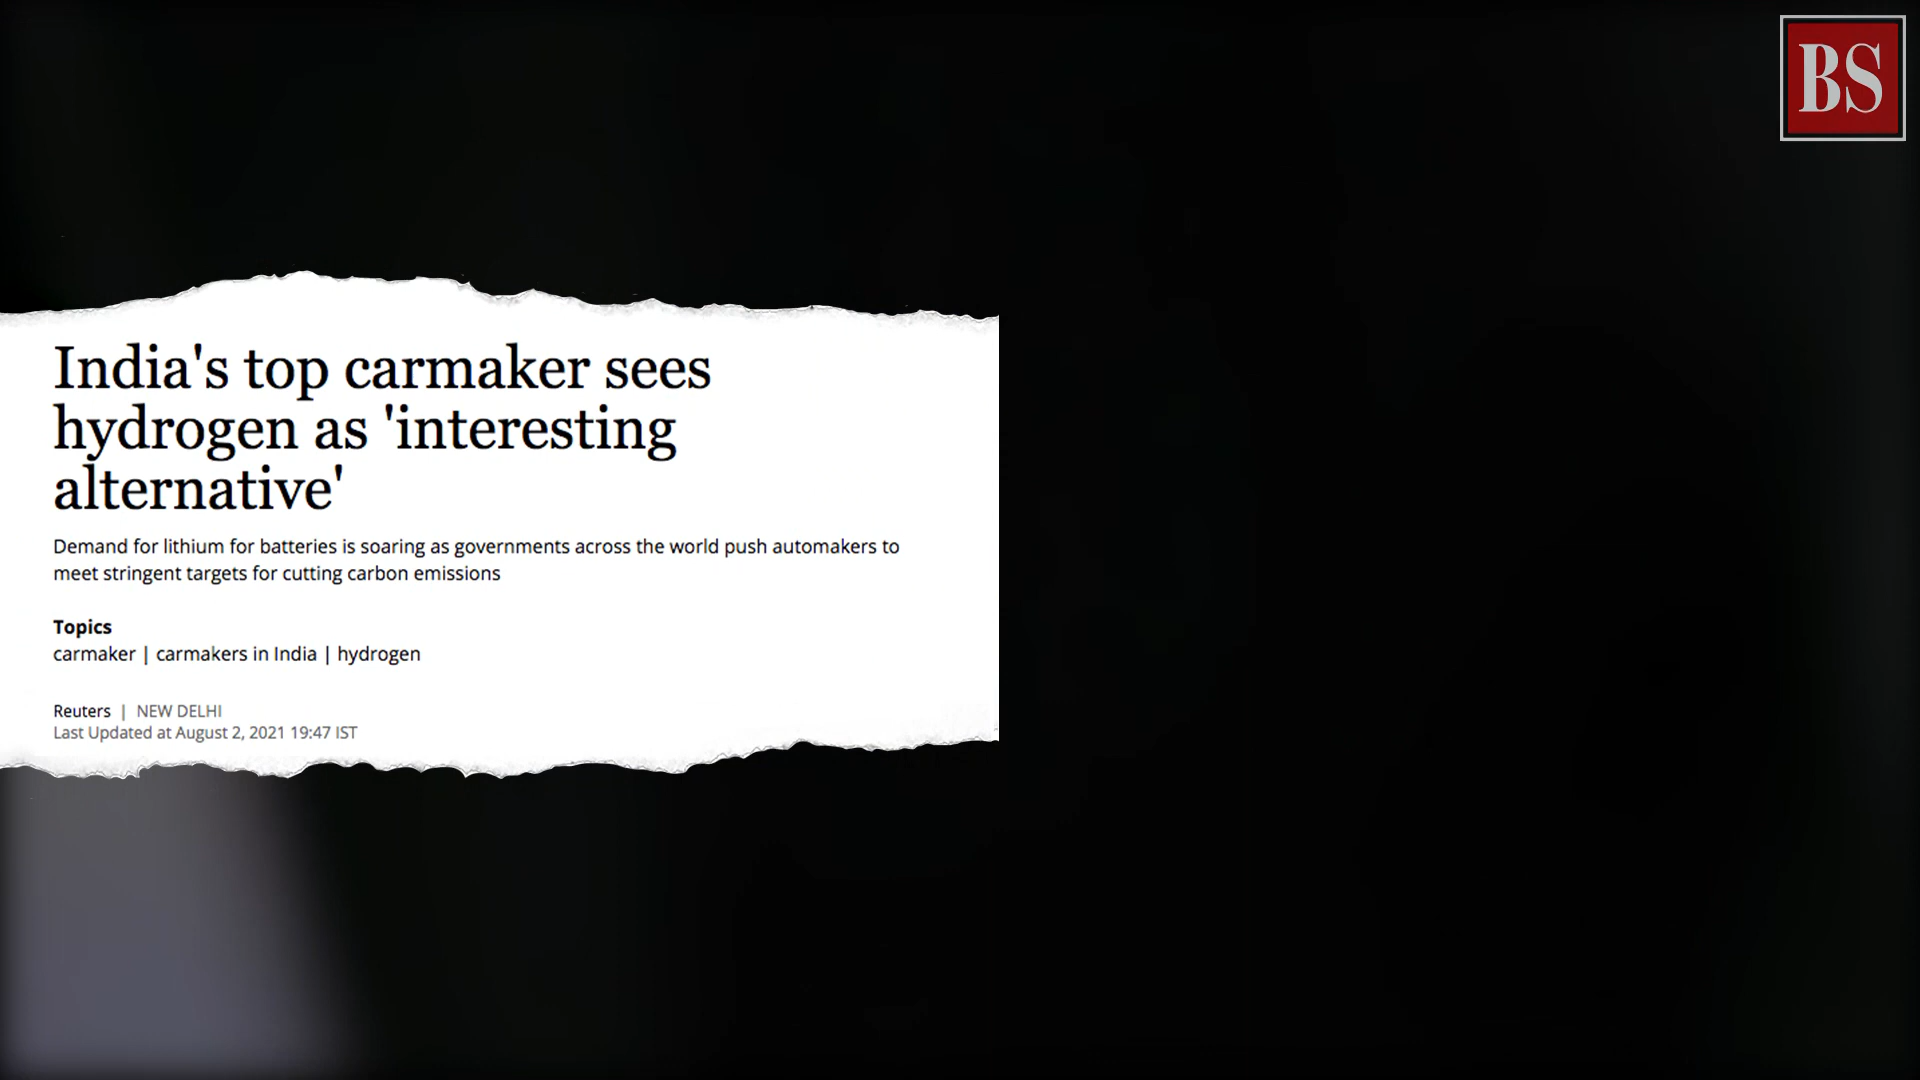 BS
India's top carmaker sees
hydrogen as 'interesting
alternative'
Demand for lithium for batteries is soaring as governments across the world push automakers to
meet stringent targets for cutting carbon emissions
Topics
carmaker | carmakers in India | hydrogen
Reuters | NEW DELHI
Last Updated at August 2, 2021 19:47 IST